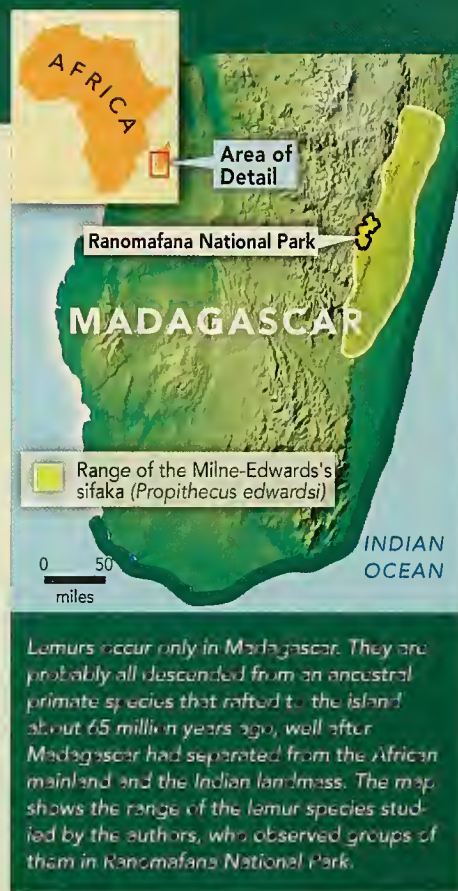 AFRICA
Area of
Detail
Ranomafana National Park
MADAGASCAR
Range of the Milne-Edwards's
sifaka (Propithecus edwardsi)
0 50
miles
INDIAN
OCEAN
Lemurs occur only in Madagascar. They are
probably all descended from an ancestral
primate species that rafted to the island
about 65 million years ago, well after
Madagascar had separated from the African
mainland and the Indian landmass. The map
shows the range of the lemur species stud-
ied by the authors, who observed groups of
them in Ranomafana National Park.